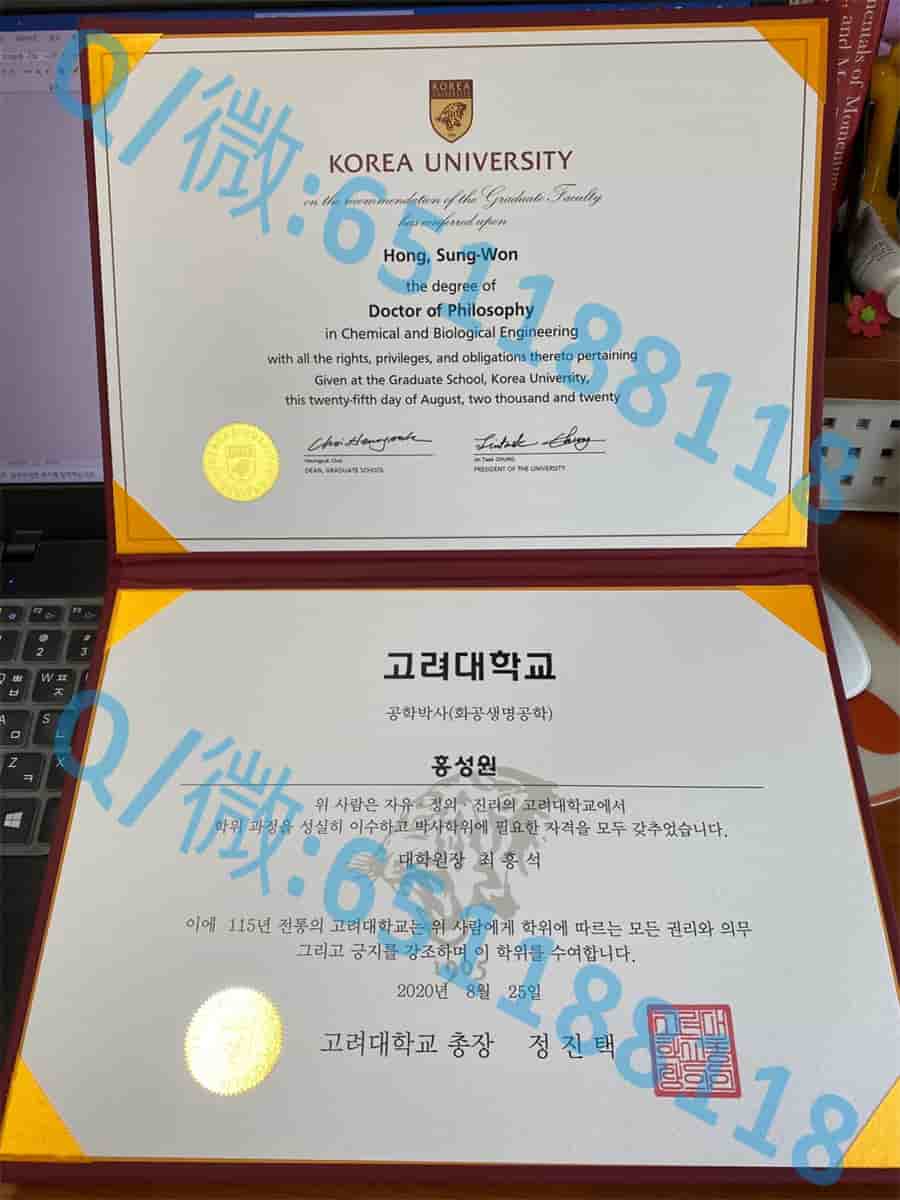 KOREA
UNIVERSITY
KOREA UNIVERSITY
on the recommendation of the Graduate Faculty
has conferred upon
Hong, Sung-Won
the degree of
Doctor of Philosophy
in Chemical and Biological Engineering
with all the rights, privileges, and obligations thereto pertaining
Given at the Graduate School, Korea University,
this twenty-fifth day of August, two thousand and twenty
DEAN, GRADUATE SCHOOL
Jin Taek CHUNG
PRESIDENT OF THE UNIVERSITY
Q/微:651188118
고려대학교
공학박사(화공생명공학)
홍성원
위 사람은 자유·정의·진리의 고려대학교에서
학위 과정을 성실히 이수하고 박사학위에 필요한 자격을 모두 갖추었습니다.
대학원장 최흥석
이에 115년 전통의 고려대학교는 위 사람에게 학위에 따르는 모든 권리와 의무
그리고 긍지를 강조하며 이 학위를 수여합니다.
1905
2020년 8월 25일
고려대학교 총장 정진택
Q/微:651188118